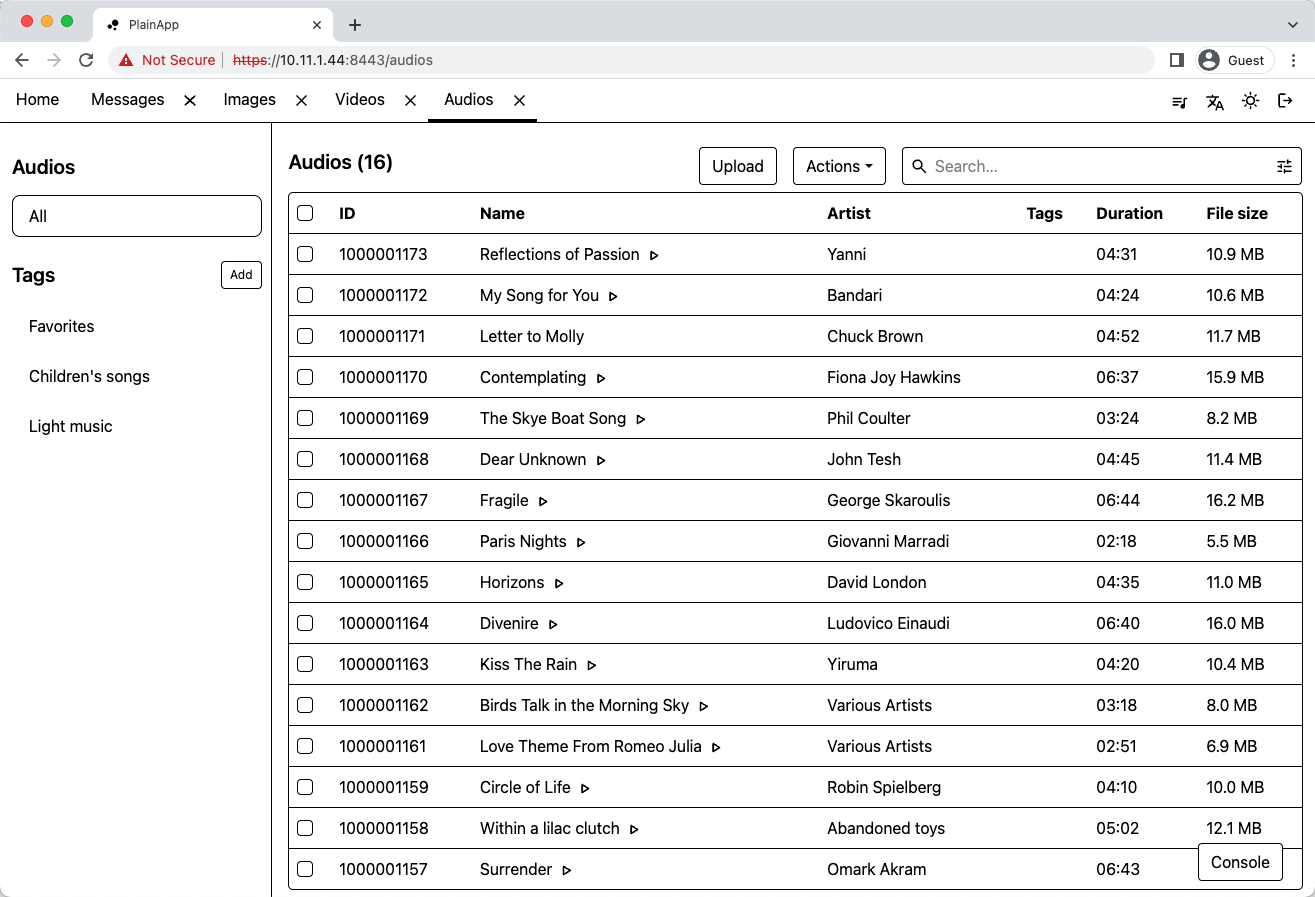 PlainApp
Not Secure https://10.11.1.44:8443/audios Guest
Home Messages Images Videos Audios
Audios
All
Tags Add
Favorites
Children's songs
Light music
Audios (16) Upload Actions Search...
ID Name Artist Tags Duration File size
1000001173 Reflections of Passion Yanni 04:31 10.9 MB
1000001172 My Song for You Bandari 04:24 10.6 MB
1000001171 Letter to Molly Chuck Brown 04:52 11.7 MB
1000001170 Contemplating Fiona Joy Hawkins 06:37 15.9 MB
1000001169 The Skye Boat Song Phil Coulter 03:24 8.2 MB
1000001168 Dear Unknown John Tesh 04:45 11.4 MB
1000001167 Fragile George Skaroulis 06:44 16.2 MB
1000001166 Paris Nights Giovanni Marradi 02:18 5.5 MB
1000001165 Horizons David London 04:35 11.0 MB
1000001164 Divenire Ludovico Einaudi 06:40 16.0 MB
1000001163 Kiss The Rain Yiruma 04:20 10.4 MB
1000001162 Birds Talk in the Morning Sky Various Artists 03:18 8.0 MB
1000001161 Love Theme From Romeo Julia Various Artists 02:51 6.9 MB
1000001159 Circle of Life Robin Spielberg 04:10 10.0 MB
1000001158 Within a lilac clutch Abandoned toys 05:02 12.1 MB
1000001157 Surrender Omark Akram 06:43
Console